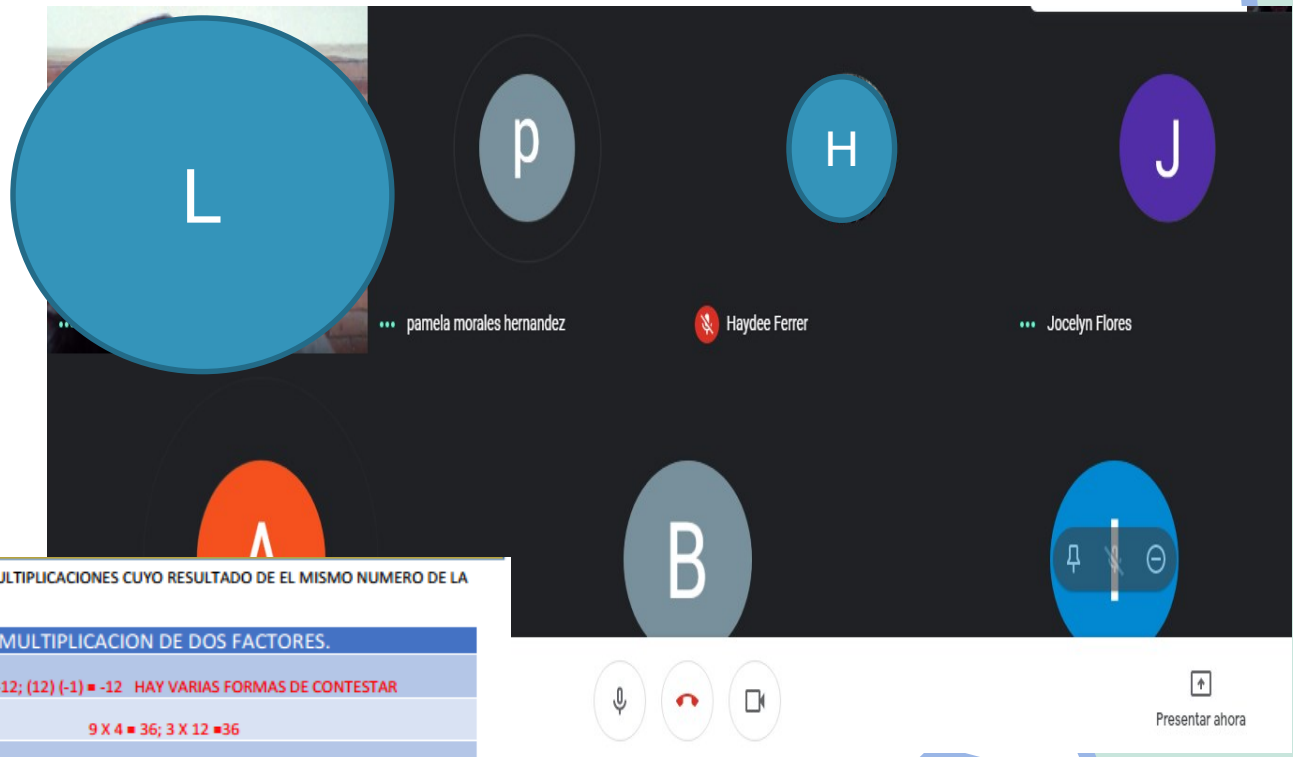 L
p
H
J
pamela morales hernandez
Haydee Ferrer
Jocelyn Flores
A
B
I
CUYO RESULTADO DE EL MISMO NUMERO DE LA
MULTIPLICACION DE DOS FACTORES.
12; (12) (-1) = -12 HAY VARIAS FORMAS DE CONTESTAR
9 X 4 = 36; 3 X 12 =36
Presentar ahora